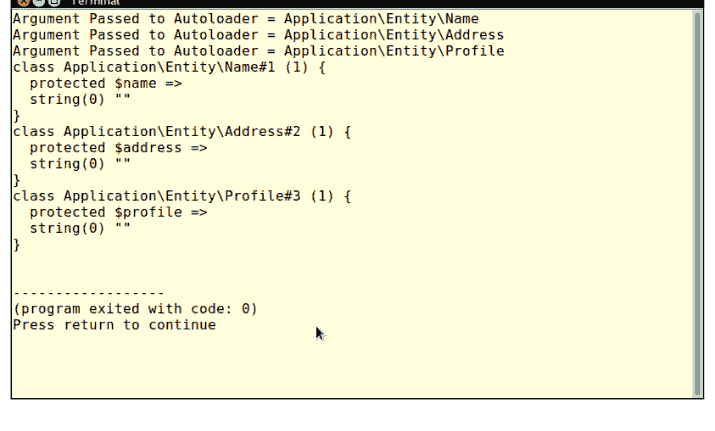 Terminal
Argument Passed to Autoloader = Application\Entity\Name
Argument Passed to Autoloader = Application\Entity\Address
Argument Passed to Autoloader = Application\Entity\Profile
class Application\Entity\Name#1 (1) {
  protected $name =>
  string(0) ""
}
class Application\Entity\Address#2 (1) {
  protected $address =>
  string(0) ""
}
class Application\Entity\Profile#3 (1) {
  protected $profile =>
  string(0) ""
}
------------------
(program exited with code: 0)
Press return to continue